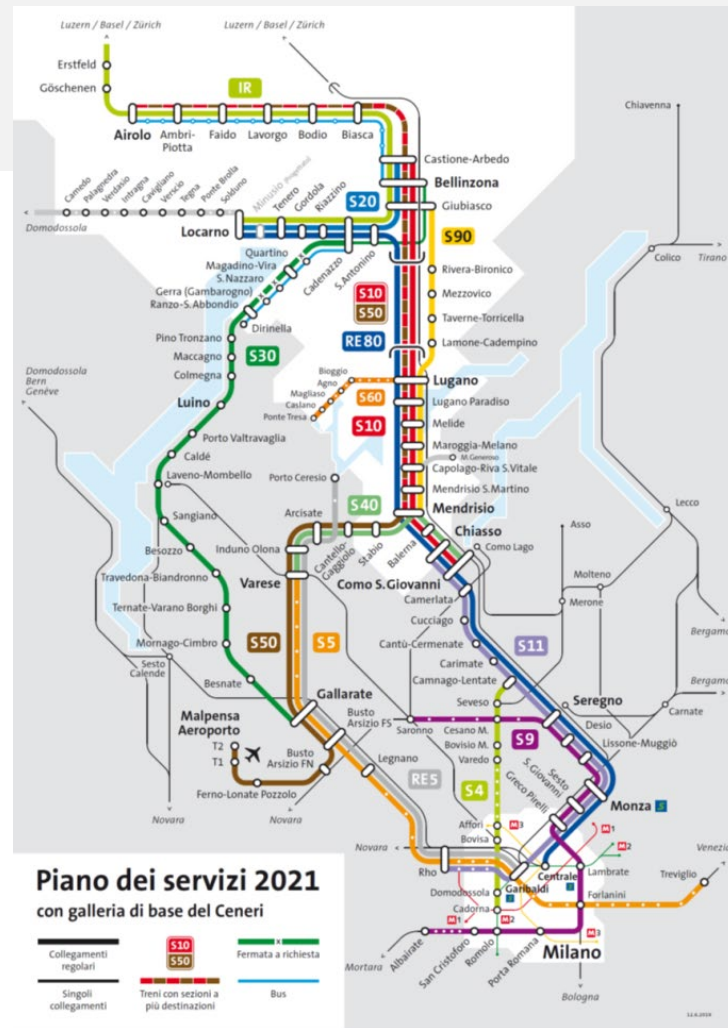 Luzern / Basel / Zürich
Luzern / Basel / Zürich
Erstfeld
Göschenen
IR
Airolo
Ambri-
Piotta
Faido
Lavorgo
Bodio
Biasca
Chiavenna
Castione-Arbedo
Bellinzona
Giubiasco
Camedo
Palagnedra
Verdasio
Intragna
Cavigliano
Verscio
Tegna
Ponte Brolla
Solduno
Domodossola
Locarno
Minusio
Tenero
Gordola
Riazzino
S20
S90
Colico
Tirano
Quartino
Magadino-Vira
S. Nazzaro
Gerra (Gambarogno)
Ranzo-S. Abbondio
Dirinella
Cadenazzo
S. Antonino
Rivera-Bironico
Mezzovico
Taverne-Torricella
Lamone-Cadempino
S10
S50
RE80
Pino Tronzano
Maccagno
Colmegna
S30
Luino
Domodossola
Bern
Genève
Bioggio
Agno
Magliaso
Caslano
Ponte Tresa
S60
S10
Lugano
Lugano Paradiso
Melide
Maroggia-Melano
M. Generoso
Capolago-Riva S. Vitale
Mendrisio S. Martino
Mendrisio
Porto Valtravaglia
Caldé
Laveno-Mombello
Porto Ceresio
S40
Arcisate
Induno Olona
Cantello-
Gaggiolo
Stabio
Balerna
Chiasso
Como Lago
Como S. Giovanni
Varese
Sangiano
Besozzo
Travedona-Biandronno
Ternate-Varano Borghi
Mornago-Cimbro
Besnate
Sesto
Calende
Lecco
Asso
Molteno
Merone
Bergamo
Bergamo
Carnate
Camerlata
Cucciago
Cantù-Cermenate
Carimate
Camnago-Lentate
S11
S50
S5
Gallarate
Busto
Arsizio FS
Saronno
Seveso
Cesano M.
Bovisio M.
Varedo
Seregno
Desio
Lissone-Muggiò
S9
Sesto
S. Giovanni
Greco Pirelli
Monza
Malpensa
Aeroporto
T2
T1
Ferno-Lonate Pozzolo
Busto
Arsizio FN
Novara
Novara
Legnano
RE5
S4
Affori
M3
Bovisa
M1
M2
Novara
Rho
Domodossola
Cadorna
M1
M2
Garibaldi
Centrale
Lambrate
Forlanini
Venezia
Treviglio
M3
Mortara
Albairate
San Cristoforo
Romolo
Porta Romana
Milano
Bologna
Piano dei servizi 2021
con galleria di base del Ceneri
Collegamenti
regolari
S10
S50
Fermata a richiesta
Singoli
collegamenti
Treni con sezioni a
più destinazioni
Bus